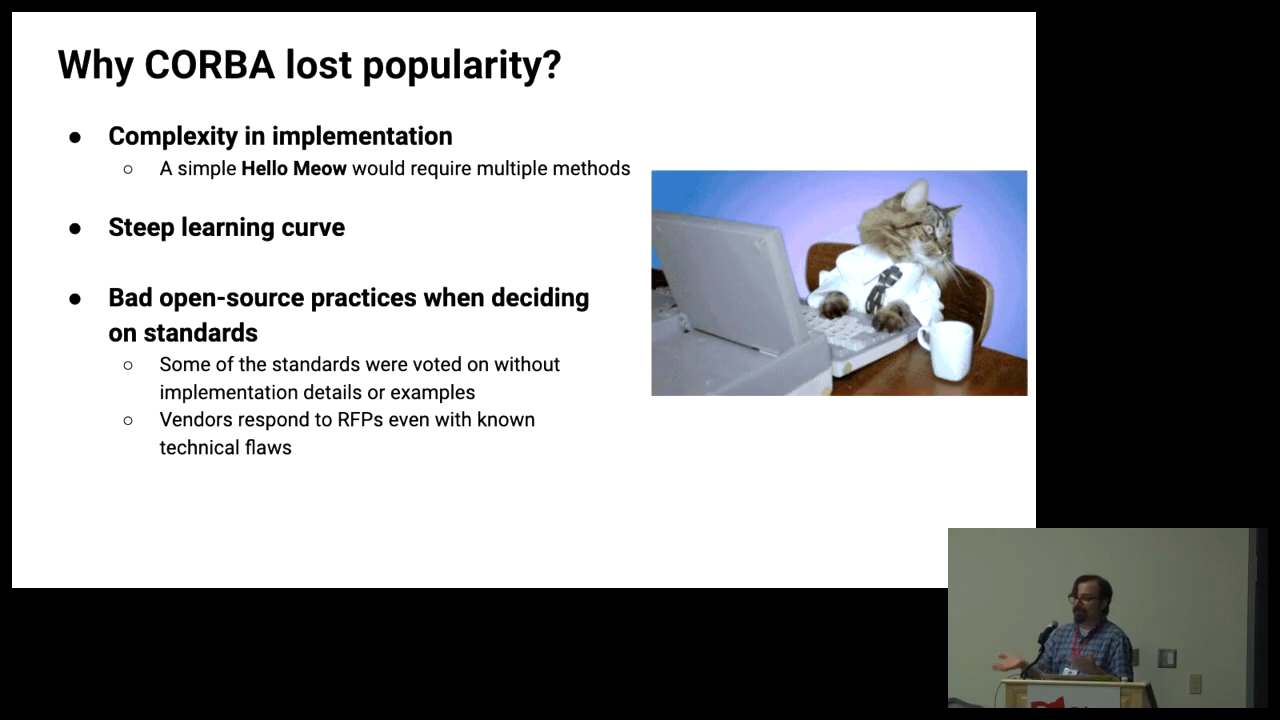 Why CORBA lost popularity?
● Complexity in implementation
○ A simple Hello Meow would require multiple methods
● Steep learning curve
● Bad open-source practices when deciding
on standards
○ Some of the standards were voted on without
implementation details or examples
○ Vendors respond to RFPs even with known
technical flaws